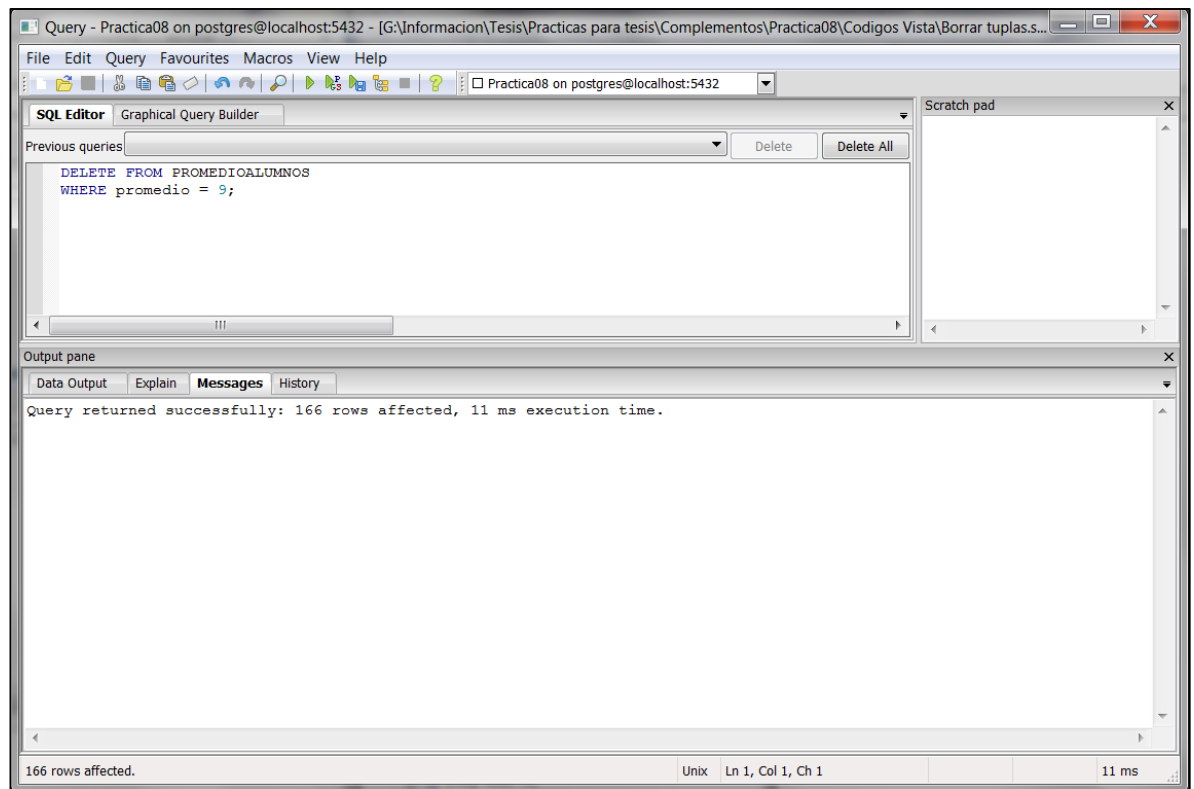 Query - Practica08 on postgres@localhost:5432 - [G:\Informacion\Tesis\Practicas para tesis\Complementos\Practica08\Codigos Vista\Borrar tuplas.s...
File Edit Query Favourites Macros View Help
Practica08 on postgres@localhost:5432
SQL Editor Graphical Query Builder
Scratch pad
Previous queries Delete Delete All
DELETE FROM PROMEDIOALUMNOS
WHERE promedio = 9;
Output pane
Data Output Explain Messages History
Query returned successfully: 166 rows affected, 11 ms execution time.
166 rows affected. Unix Ln 1, Col 1, Ch 1 11 ms